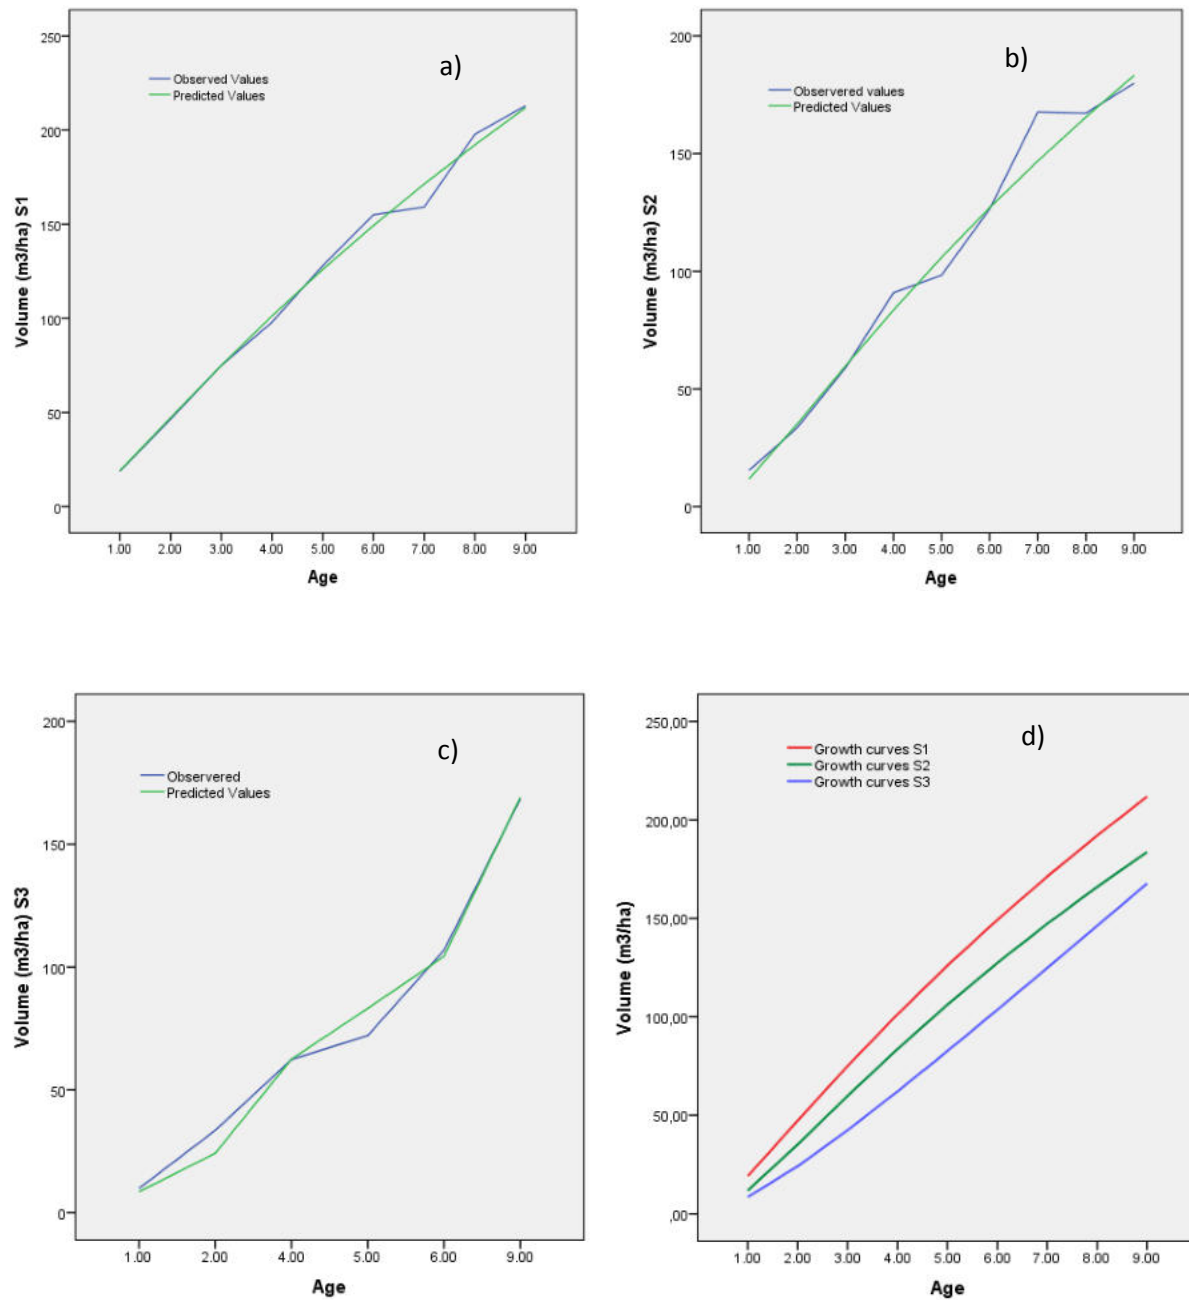 a)
Observed Values
Predicted Values
250
200
150
100
50
0
Volume (m3/ha) S1
1.00 2.00 3.00 4.00 5.00 6.00 7.00 8.00 9.00
Age
b)
Observered values
Predicted Values
200
150
100
50
0
Volume (m3/ha) S2
1.00 2.00 3.00 4.00 5.00 6.00 7.00 8.00 9.00
Age
c)
Observered
Predicted Values
200
150
100
50
0
Volume (m3/ha) S3
1.00 2.00 4.00 5.00 6.00 9.00
Age
d)
Growth curves S1
Growth curves S2
Growth curves S3
250,00
200,00
150,00
100,00
50,00
,00
Volume (m3/ha)
1.00 2.00 3.00 4.00 5.00 6.00 7.00 8.00 9.00
Age